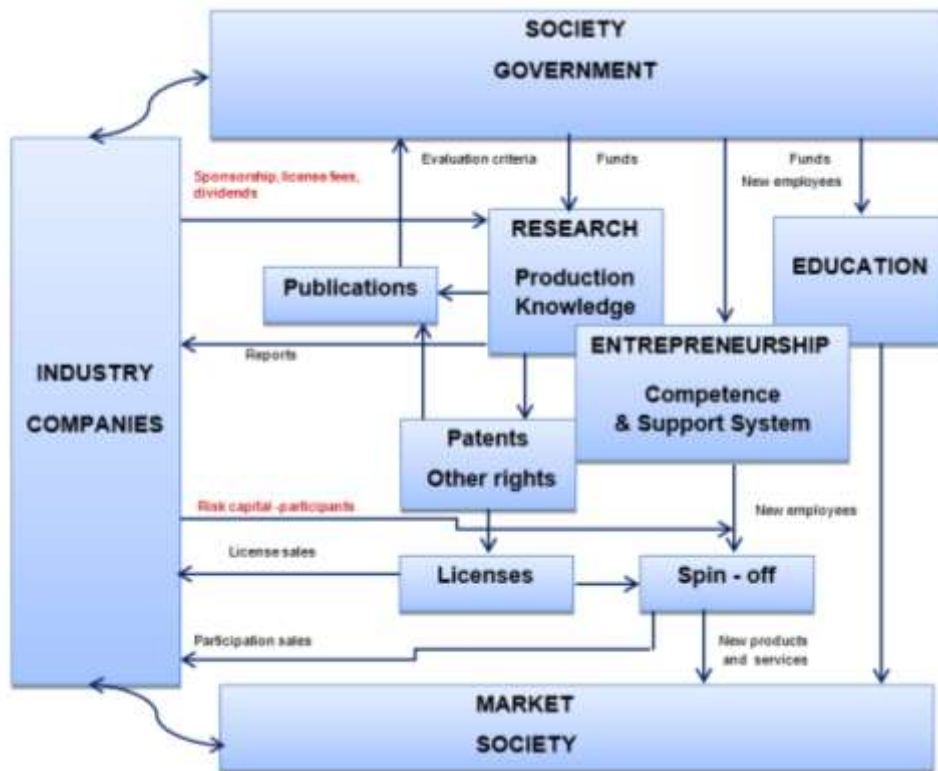 SOCIETY
GOVERNMENT
Evaluation criteria
Funds
Funds
New employees
Sponsorship, license fees,
dividends
RESEARCH
Production
Knowledge
EDUCATION
Publications
Reports
ENTREPRENEURSHIP
Competence
& Support System
INDUSTRY
COMPANIES
Patents
Other rights
Risk capital -participants
New employees
License sales
Licenses
Spin - off
Participation sales
New products
and services
MARKET
SOCIETY